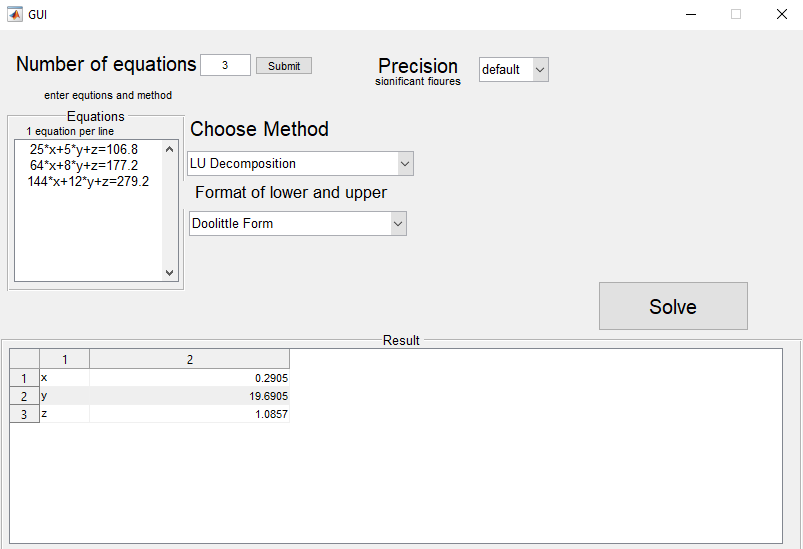 GUI
Number of equations 3 Submit
Precision default
significant figures
enter equtions and method
Equations
1 equation per line
25*x+5*y+z=106.8
64*x+8*y+z=177.2
144*x+12*y+z=279.2
Choose Method
LU Decomposition
Format of lower and upper
Doolittle Form
Solve
Result
1 2
1 x 0.2905
2 y 19.6905
3 z 1.0857